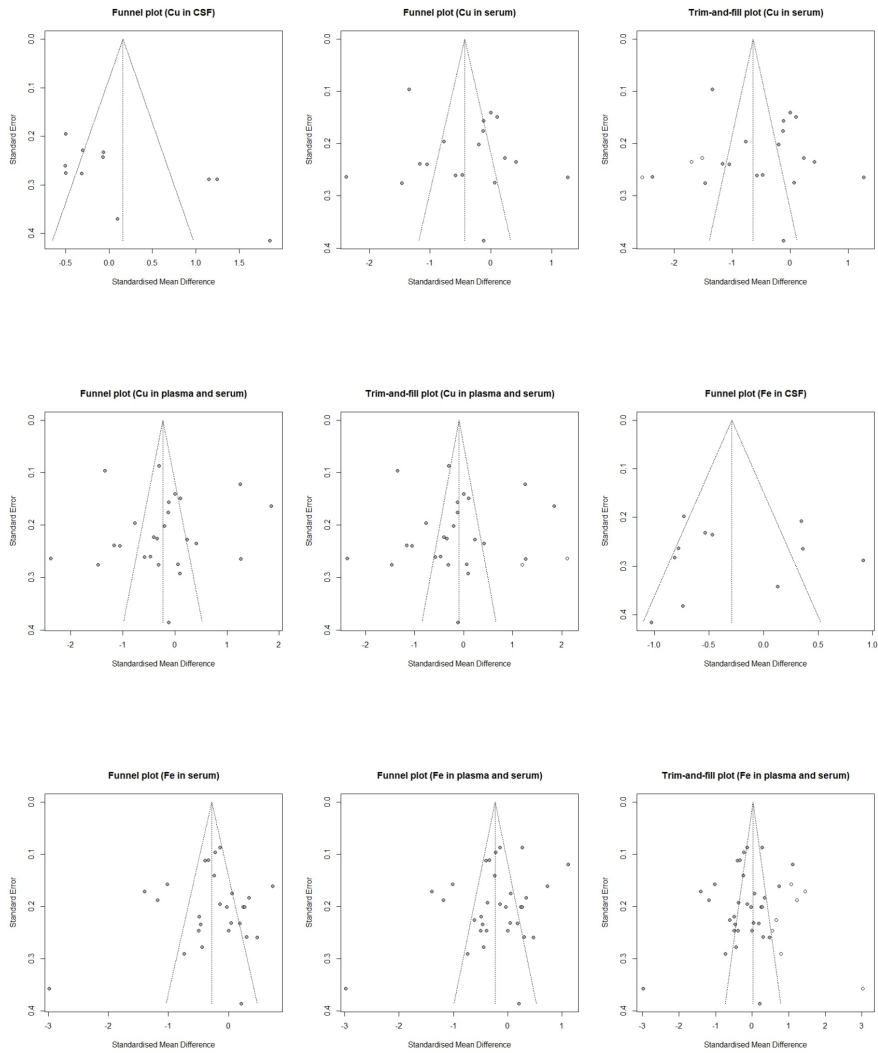 Funnel plot (Cu in CSF)
Standard Error
0.0
0.1
0.2
0.3
0.4
-0.5 0.0 0.5 1.0 1.5
Standardised Mean Difference
Funnel plot (Cu in serum)
Standard Error
0.0
0.1
0.2
0.3
0.4
-2 -1 0 1
Standardised Mean Difference
Trim-and-fill plot (Cu in serum)
Standard Error
0.0
0.1
0.2
0.3
0.4
-2 -1 0 1
Standardised Mean Difference
Funnel plot (Cu in plasma and serum)
Standard Error
0.0
0.1
0.2
0.3
0.4
-2 -1 0 1 2
Standardised Mean Difference
Trim-and-fill plot (Cu in plasma and serum)
Standard Error
0.0
0.1
0.2
0.3
0.4
-2 -1 0 1 2
Standardised Mean Difference
Funnel plot (Fe in CSF)
Standard Error
0.0
0.1
0.2
0.3
0.4
-1.0 -0.5 0.0 0.5 1.0
Standardised Mean Difference
Funnel plot (Fe in serum)
Standard Error
0.0
0.1
0.2
0.3
0.4
-3 -2 -1 0
Standardised Mean Difference
Funnel plot (Fe in plasma and serum)
Standard Error
0.0
0.1
0.2
0.3
0.4
-3 -2 -1 0 1
Standardised Mean Difference
Trim-and-fill plot (Fe in plasma and serum)
Standard Error
0.0
0.1
0.2
0.3
0.4
-3 -2 -1 0 1 2 3
Standardised Mean Difference